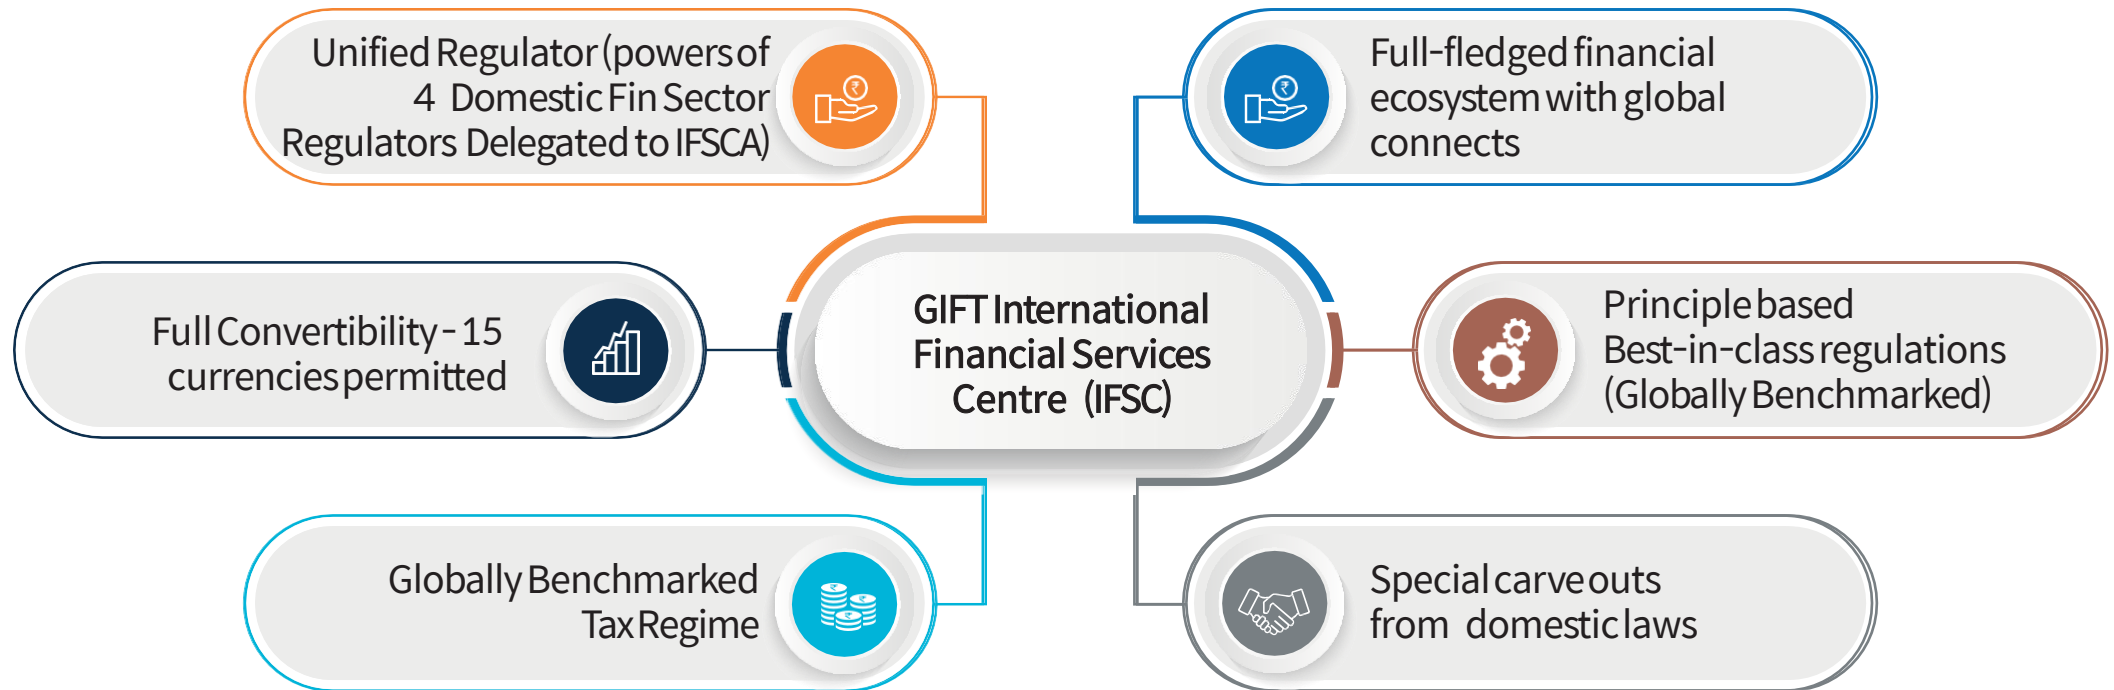 Unified Regulator (powers of
4 Domestic Fin Sector
Regulators Delegated to IFSCA)
Full-fledged financial
ecosystem with global
connects
Full Convertibility - 15
currencies permitted
GIFT International
Financial Services
Centre (IFSC)
Principle based
Best-in-class regulations
(Globally Benchmarked)
Globally Benchmarked
Tax Regime
Special carve outs
from domestic laws